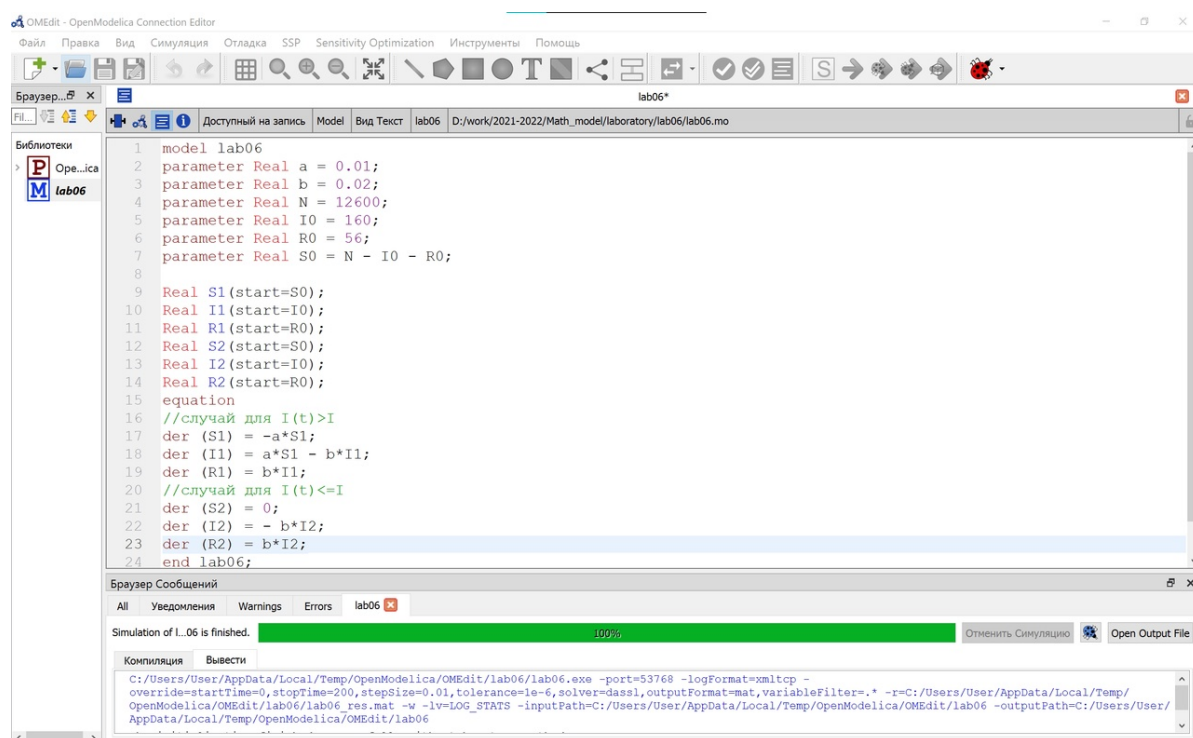 OMEdit - OpenModelica Connection Editor
Файл Правка Вид Симуляция Отладка SSP Sensitivity Optimization Инструменты Помощь
Браузер...
lab06*
Fil...
Доступный на запись Model Вид Текст lab06 D:/work/2021-2022/Math_model/laboratory/lab06/lab06.mo
Библиотеки
P Ope...ica
M lab06
1 model lab06
2 parameter Real a = 0.01;
3 parameter Real b = 0.02;
4 parameter Real N = 12600;
5 parameter Real I0 = 160;
6 parameter Real R0 = 56;
7 parameter Real S0 = N - I0 - R0;
8
9 Real S1(start=S0);
10 Real I1(start=I0);
11 Real R1(start=R0);
12 Real S2(start=S0);
13 Real I2(start=I0);
14 Real R2(start=R0);
15 equation
16 //случай для I(t)>I
17 der (S1) = -a*S1;
18 der (I1) = a*S1 - b*I1;
19 der (R1) = b*I1;
20 //случай для I(t)<=I
21 der (S2) = 0;
22 der (I2) = - b*I2;
23 der (R2) = b*I2;
24 end lab06;
Браузер Сообщений
All Уведомления Warnings Errors lab06
Simulation of l...06 is finished. 100% Отменить Симуляцию Open Output File
Компиляция Вывести
C:/Users/User/AppData/Local/Temp/OpenModelica/OMEdit/lab06/lab06.exe -port=53768 -logFormat=xmltcp -
override=startTime=0,stopTime=200,stepSize=0.01,tolerance=1e-6,solver=dassl,outputFormat=mat,variableFilter=.* -r=C:/Users/User/AppData/Local/Temp/
OpenModelica/OMEdit/lab06/lab06_res.mat -w -lv=LOG_STATS -inputPath=C:/Users/User/AppData/Local/Temp/OpenModelica/OMEdit/lab06 -outputPath=C:/Users/User/
AppData/Local/Temp/OpenModelica/OMEdit/lab06